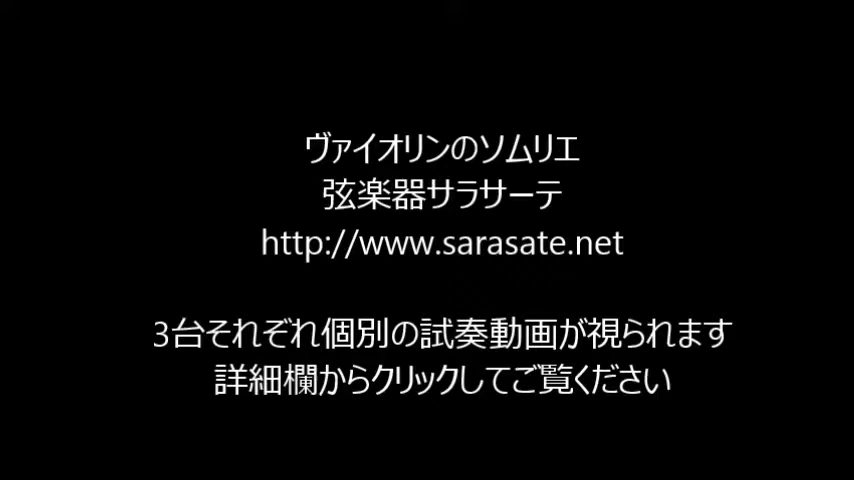 ヴァイオリンのソムリエ
弦楽器サラサーテ
http://www.sarasate.net
3台それぞれ個別の試奏動画が視られます
詳細欄からクリックしてご覧ください